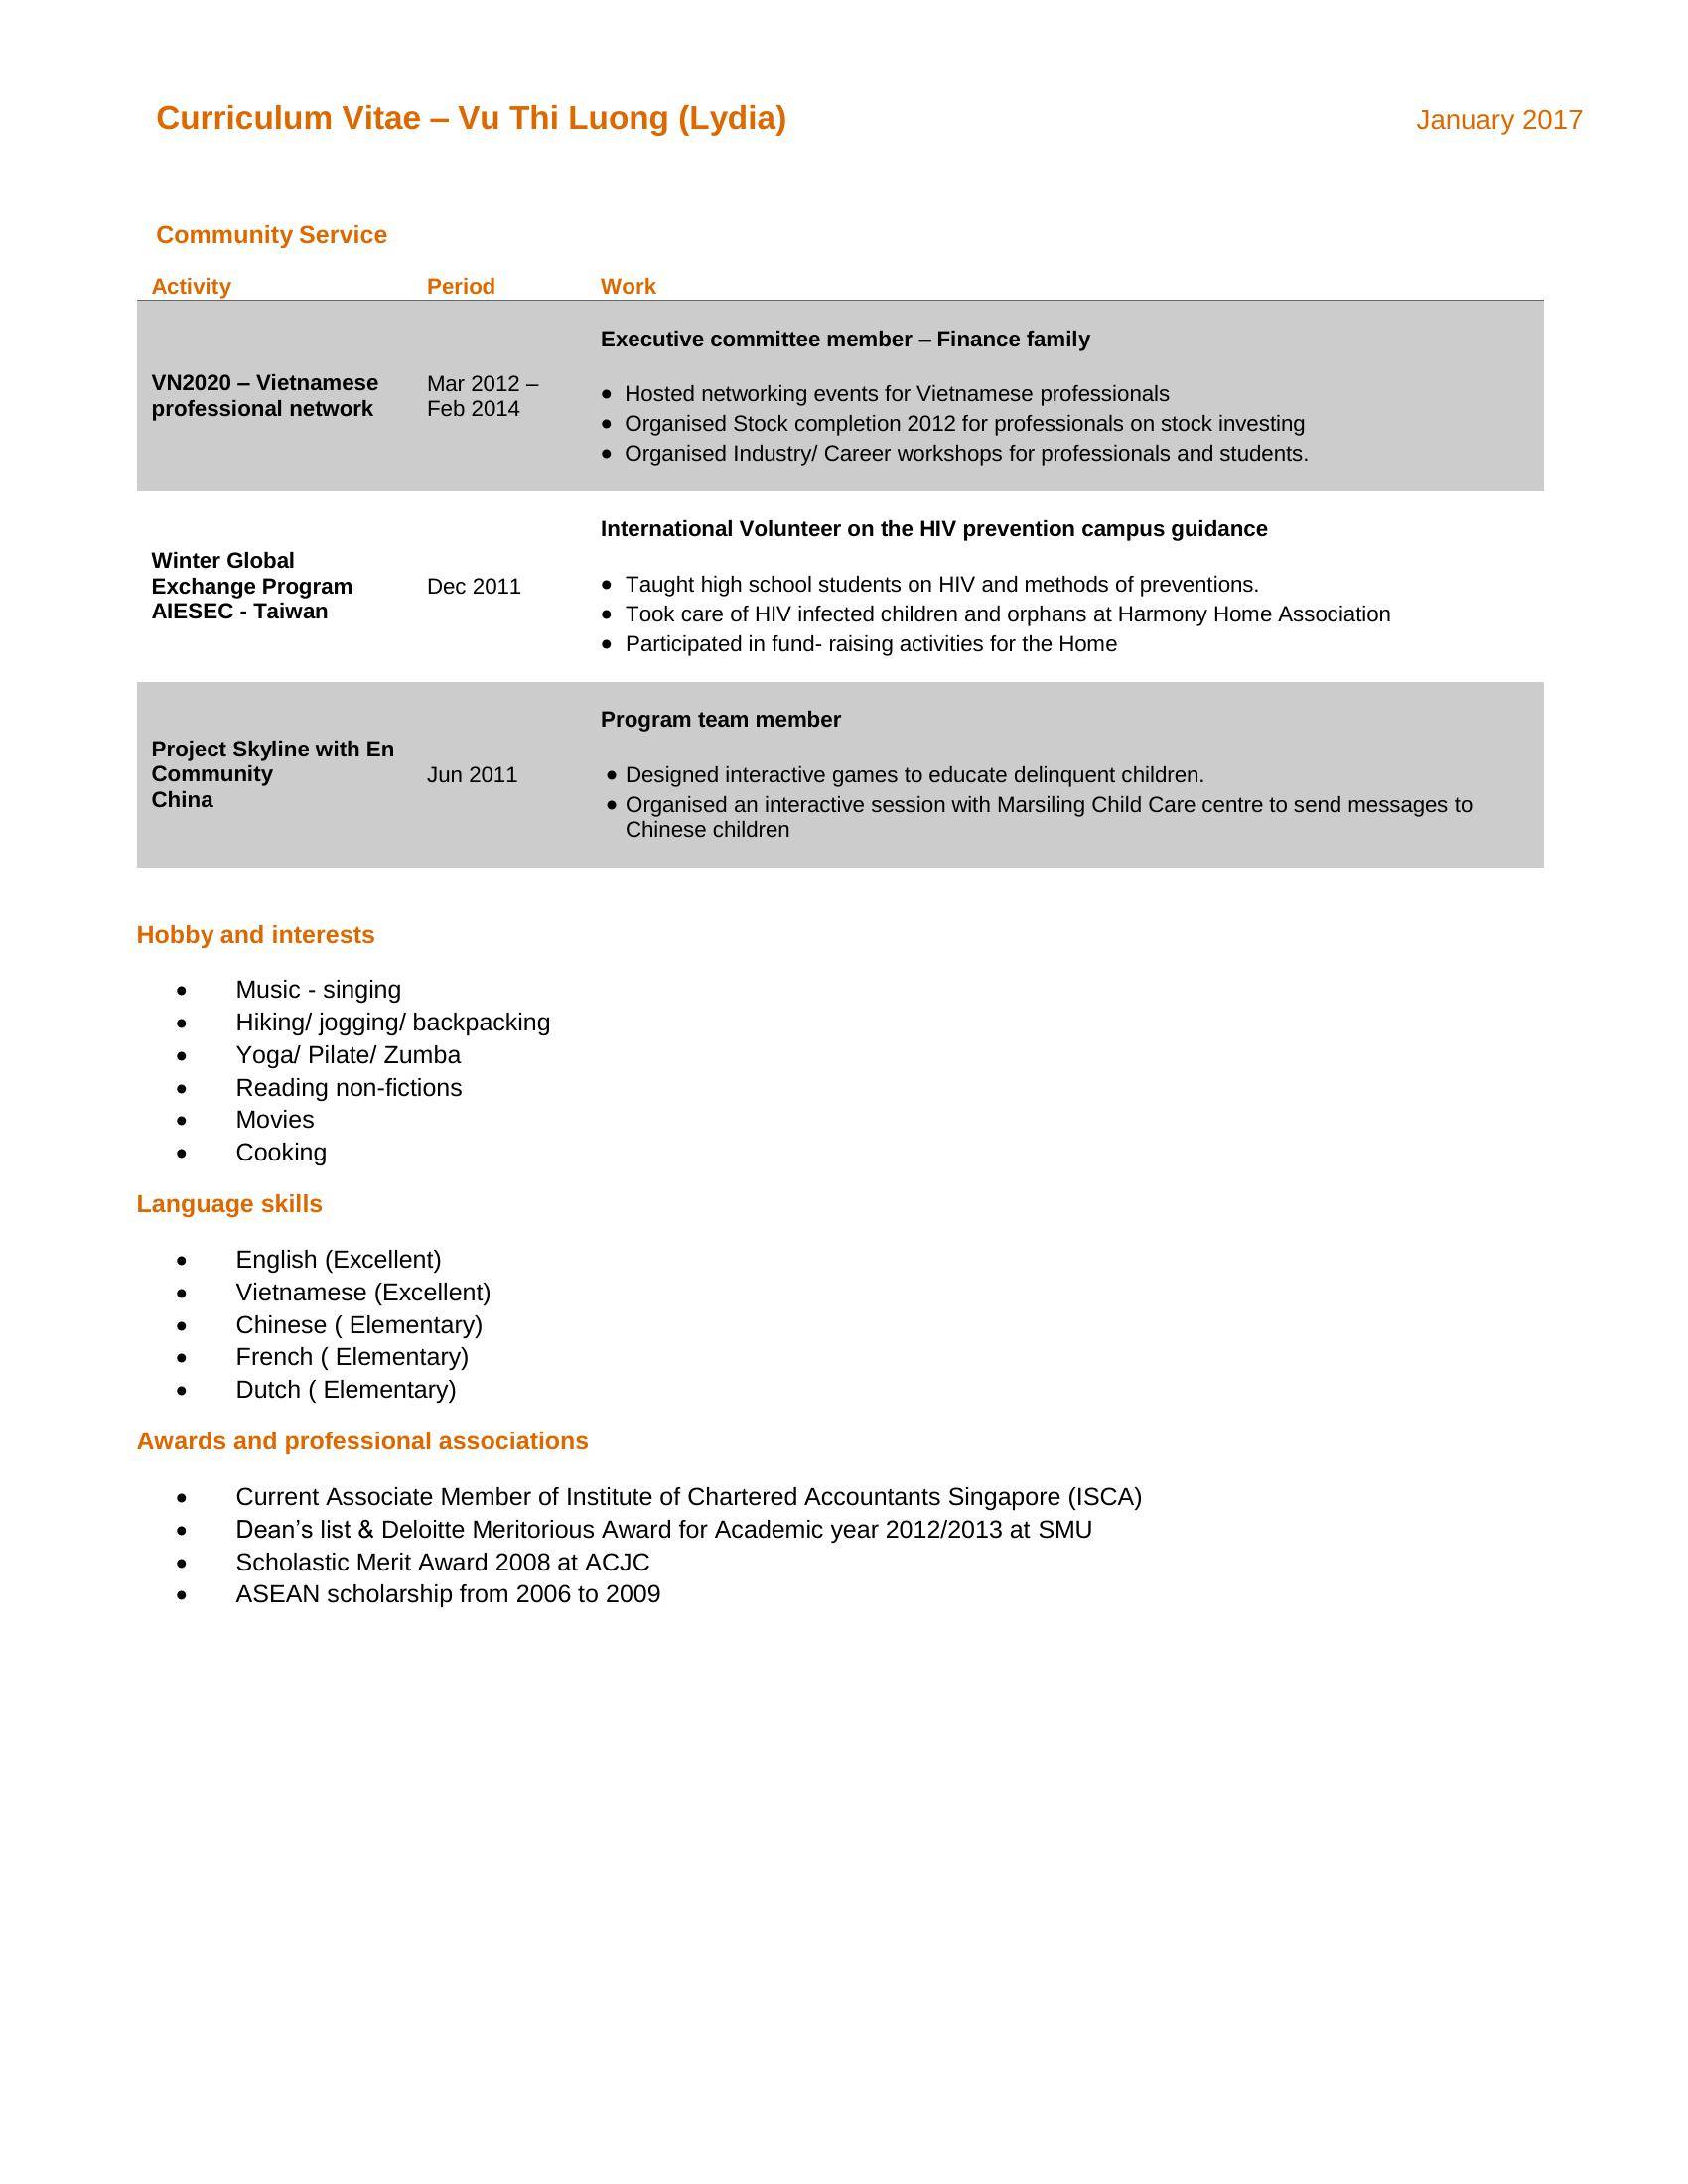 Curriculum Vitae – Vu Thi Luong (Lydia) January 2017
Community Service
Activity Period Work
VN2020 – Vietnamese
professional network
Mar 2012 –
Feb 2014
Executive committee member – Finance family
● Hosted networking events for Vietnamese professionals
● Organised Stock completion 2012 for professionals on stock investing
● Organised Industry/ Career workshops for professionals and students.
Winter Global
Exchange Program
AIESEC - Taiwan
Dec 2011
International Volunteer on the HIV prevention campus guidance
● Taught high school students on HIV and methods of preventions.
● Took care of HIV infected children and orphans at Harmony Home Association
● Participated in fund- raising activities for the Home
Project Skyline with En
Community
China
Jun 2011
Program team member
● Designed interactive games to educate delinquent children.
● Organised an interactive session with Marsiling Child Care centre to send messages to
Chinese children
Hobby and interests
● Music - singing
● Hiking/ jogging/ backpacking
● Yoga/ Pilate/ Zumba
● Reading non-fictions
● Movies
● Cooking
Language skills
● English (Excellent)
● Vietnamese (Excellent)
● Chinese ( Elementary)
● French ( Elementary)
● Dutch ( Elementary)
Awards and professional associations
● Current Associate Member of Institute of Chartered Accountants Singapore (ISCA)
● Dean’s list & Deloitte Meritorious Award for Academic year 2012/2013 at SMU
● Scholastic Merit Award 2008 at ACJC
● ASEAN scholarship from 2006 to 2009